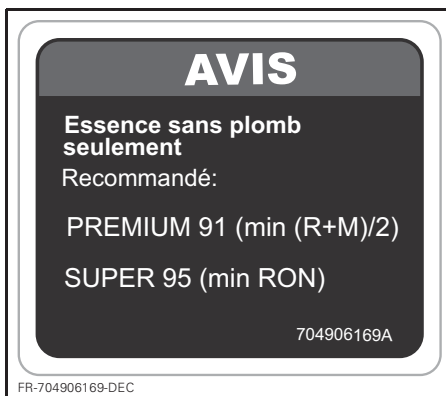 AVIS
Essence sans plomb
seulement
Recommandé:
PREMIUM 91 (min (R+M)/2)
SUPER 95 (min RON)
704906169A
FR-704906169-DEC